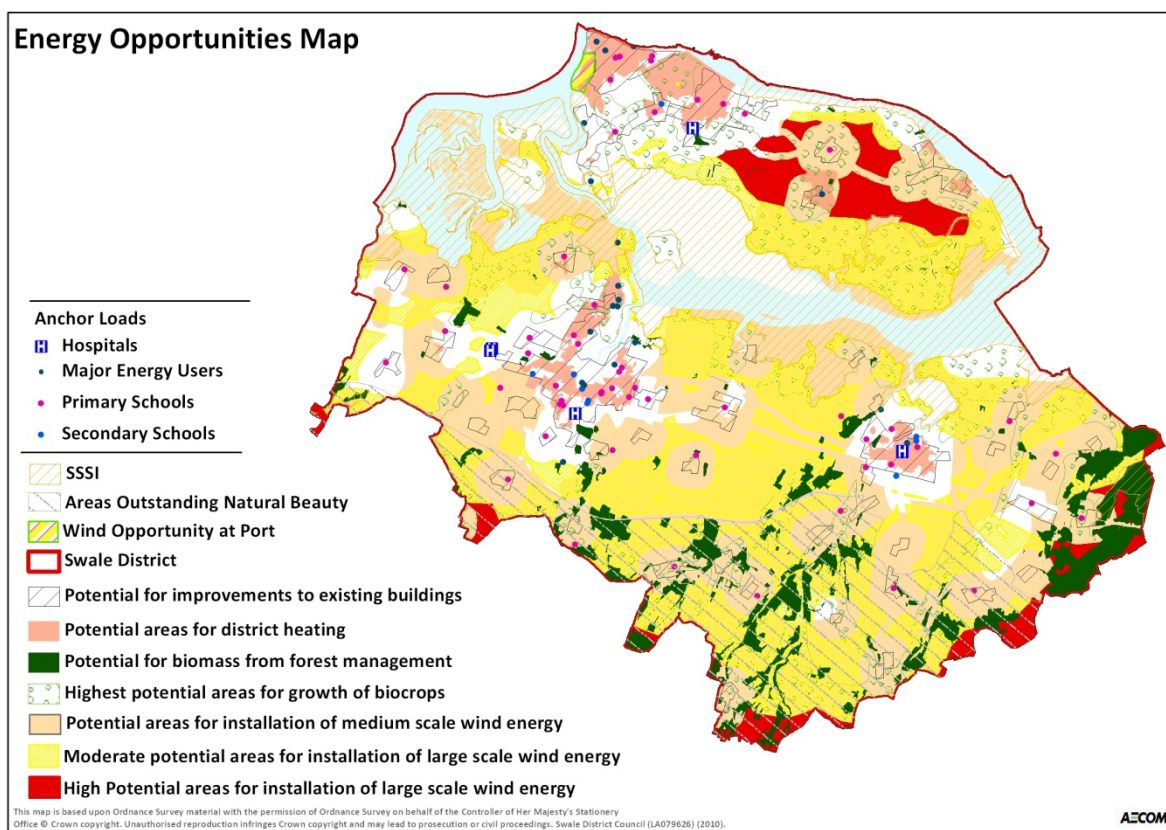 Energy Opportunities Map
Anchor Loads
H Hospitals
Major Energy Users
Primary Schools
Secondary Schools
SSSI
Areas Outstanding Natural Beauty
Wind Opportunity at Port
Swale District
Potential for improvements to existing buildings
Potential areas for district heating
Potential for biomass from forest management
Highest potential areas for growth of biocrops
Potential areas for installation of medium scale wind energy
Moderate potential areas for installation of large scale wind energy
High Potential areas for installation of large scale wind energy
This map is based upon Ordnance Survey material with the permission of Ordnance Survey on behalf of the Controller of Her Majesty's Stationery
Office © Crown copyright. Unauthorised reproduction infringes Crown copyright and may lead to prosecution or civil proceedings. Swale District Council (LA079626) (2010).
AECOM
H
H
H
H